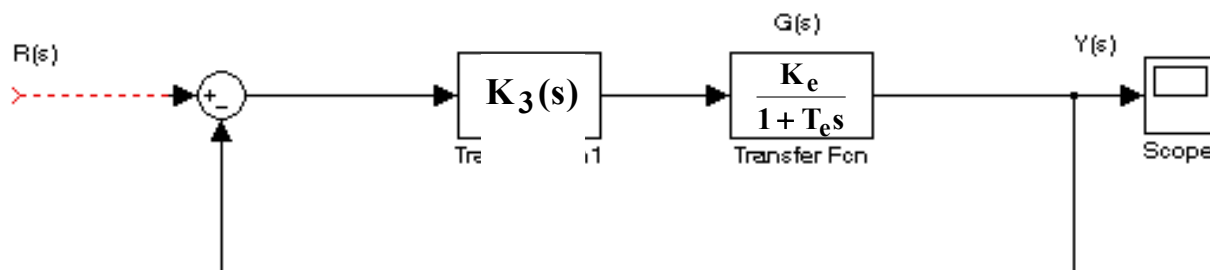 G(s)
R(s)
Y(s)
+
-
K3(s)
Ke
1 + Tes
Transfer Fcn
Scope